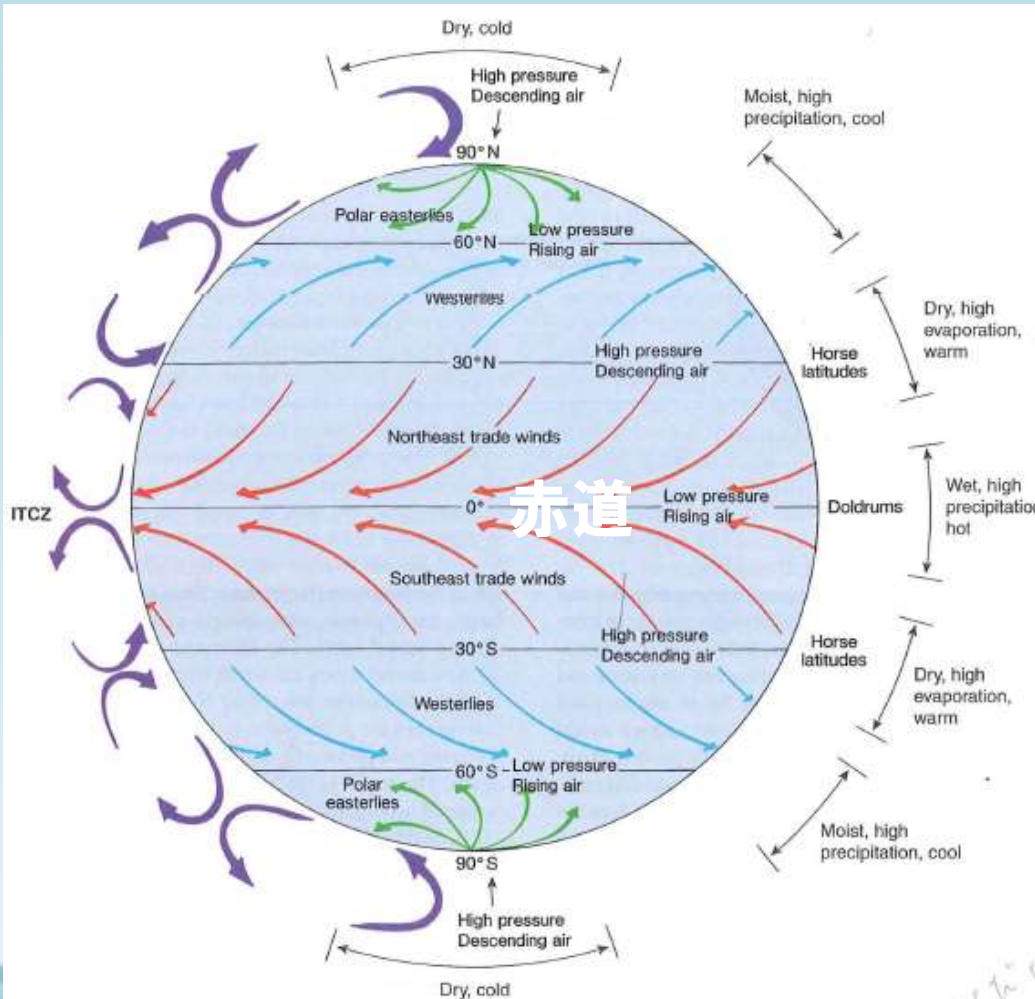 Dry, cold
High pressure
Descending air
90°N
Moist, high
precipitation, cool
Polar easterlies
Low pressure
Rising air
60°N
Westerlies
Dry, high
evaporation,
warm
High pressure
Descending air
30°N
Horse
latitudes
Northeast trade winds
Low pressure
Rising air
0°
赤道
ITCZ
Doldrums
Wet, high
precipitation
hot
Southeast trade winds
High pressure
Descending air
30°S
Horse
latitudes
Dry, high
evaporation,
warm
Westerlies
60°S
Low pressure
Rising air
Polar
easterlies
Moist, high
precipitation, cool
90°S
High pressure
Descending air
Dry, cold